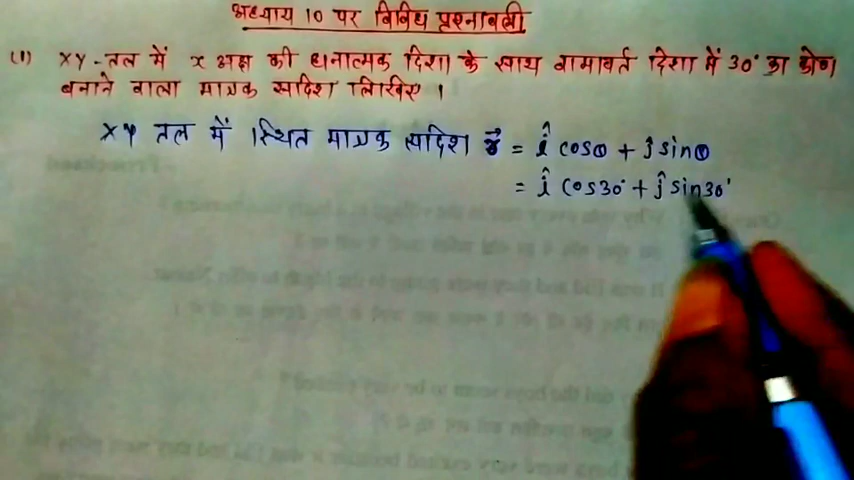 अध्याय 10 पर विविध प्रश्नावली
(1) XY-तल में x अक्ष की धनात्मक दिशा के साथ वामावर्त दिशा में 30° का कोण
बनाने वाला मात्रक सदिश लिखिए।
XY तल में स्थित मात्रक सदिश r⃗ = î cosθ + ĵ sinθ
= î cos30° + ĵ sin30°